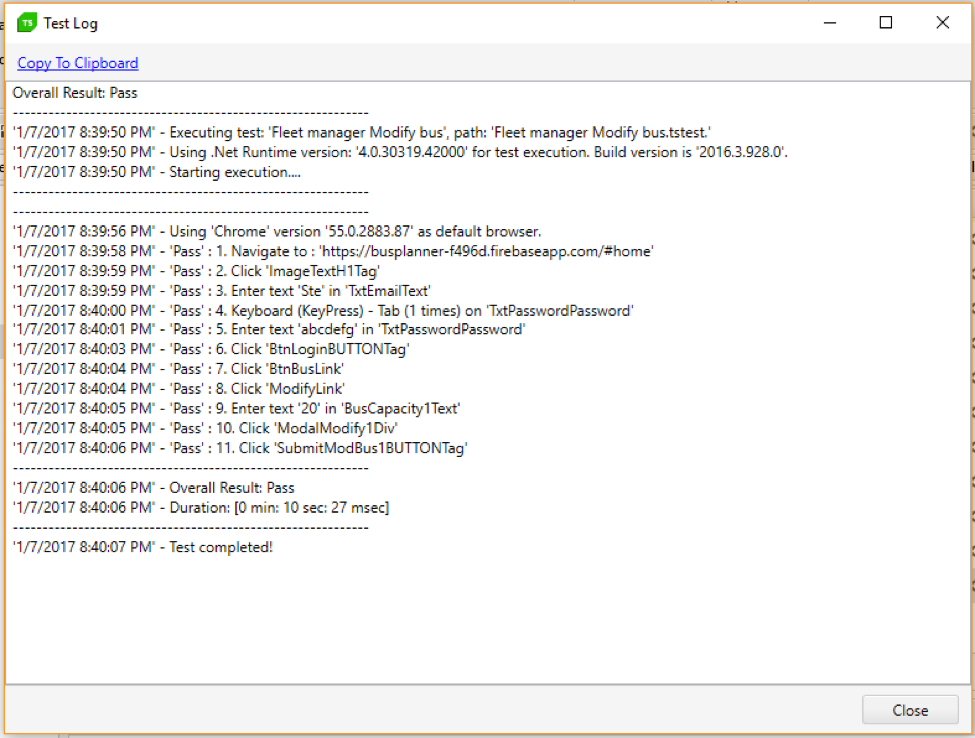 TS Test Log
Copy To Clipboard
Overall Result: Pass
------------------------------------------------------------
'1/7/2017 8:39:50 PM' - Executing test: 'Fleet manager Modify bus', path: 'Fleet manager Modify bus.tstest.'
'1/7/2017 8:39:50 PM' - Using .Net Runtime version: '4.0.30319.42000' for test execution. Build version is '2016.3.928.0'.
'1/7/2017 8:39:50 PM' - Starting execution....
------------------------------------------------------------
------------------------------------------------------------
'1/7/2017 8:39:56 PM' - Using 'Chrome' version '55.0.2883.87' as default browser.
'1/7/2017 8:39:58 PM' - 'Pass' : 1. Navigate to : 'https://busplanner-f496d.firebaseapp.com/#home'
'1/7/2017 8:39:59 PM' - 'Pass' : 2. Click 'ImageTextH1Tag'
'1/7/2017 8:39:59 PM' - 'Pass' : 3. Enter text 'Ste' in 'TxtEmailText'
'1/7/2017 8:40:00 PM' - 'Pass' : 4. Keyboard (KeyPress) - Tab (1 times) on 'TxtPasswordPassword'
'1/7/2017 8:40:01 PM' - 'Pass' : 5. Enter text 'abcdefg' in 'TxtPasswordPassword'
'1/7/2017 8:40:03 PM' - 'Pass' : 6. Click 'BtnLoginBUTTONTag'
'1/7/2017 8:40:04 PM' - 'Pass' : 7. Click 'BtnBusLink'
'1/7/2017 8:40:04 PM' - 'Pass' : 8. Click 'ModifyLink'
'1/7/2017 8:40:05 PM' - 'Pass' : 9. Enter text '20' in 'BusCapacity1Text'
'1/7/2017 8:40:05 PM' - 'Pass' : 10. Click 'ModalModify1Div'
'1/7/2017 8:40:06 PM' - 'Pass' : 11. Click 'SubmitModBus1BUTTONTag'
------------------------------------------------------------
'1/7/2017 8:40:06 PM' - Overall Result: Pass
'1/7/2017 8:40:06 PM' - Duration: [0 min: 10 sec: 27 msec]
------------------------------------------------------------
'1/7/2017 8:40:07 PM' - Test completed!
Close